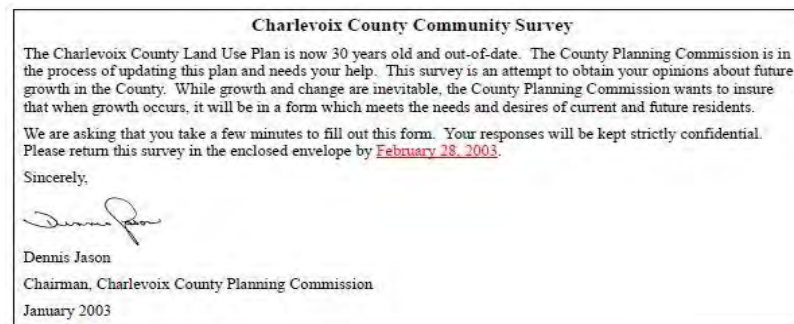 Charlevoix County Community Survey
The Charlevoix County Land Use Plan is now 30 years old and out-of-date. The County Planning Commission is in
the process of updating this plan and needs your help. This survey is an attempt to obtain your opinions about future
growth in the County. While growth and change are inevitable, the County Planning Commission wants to insure
that when growth occurs, it will be in a form which meets the needs and desires of current and future residents.
We are asking that you take a few minutes to fill out this form. Your responses will be kept strictly confidential.
Please return this survey in the enclosed envelope by February 28, 2003.
Sincerely,
Dennis Jason
Dennis Jason
Chairman, Charlevoix County Planning Commission
January 2003